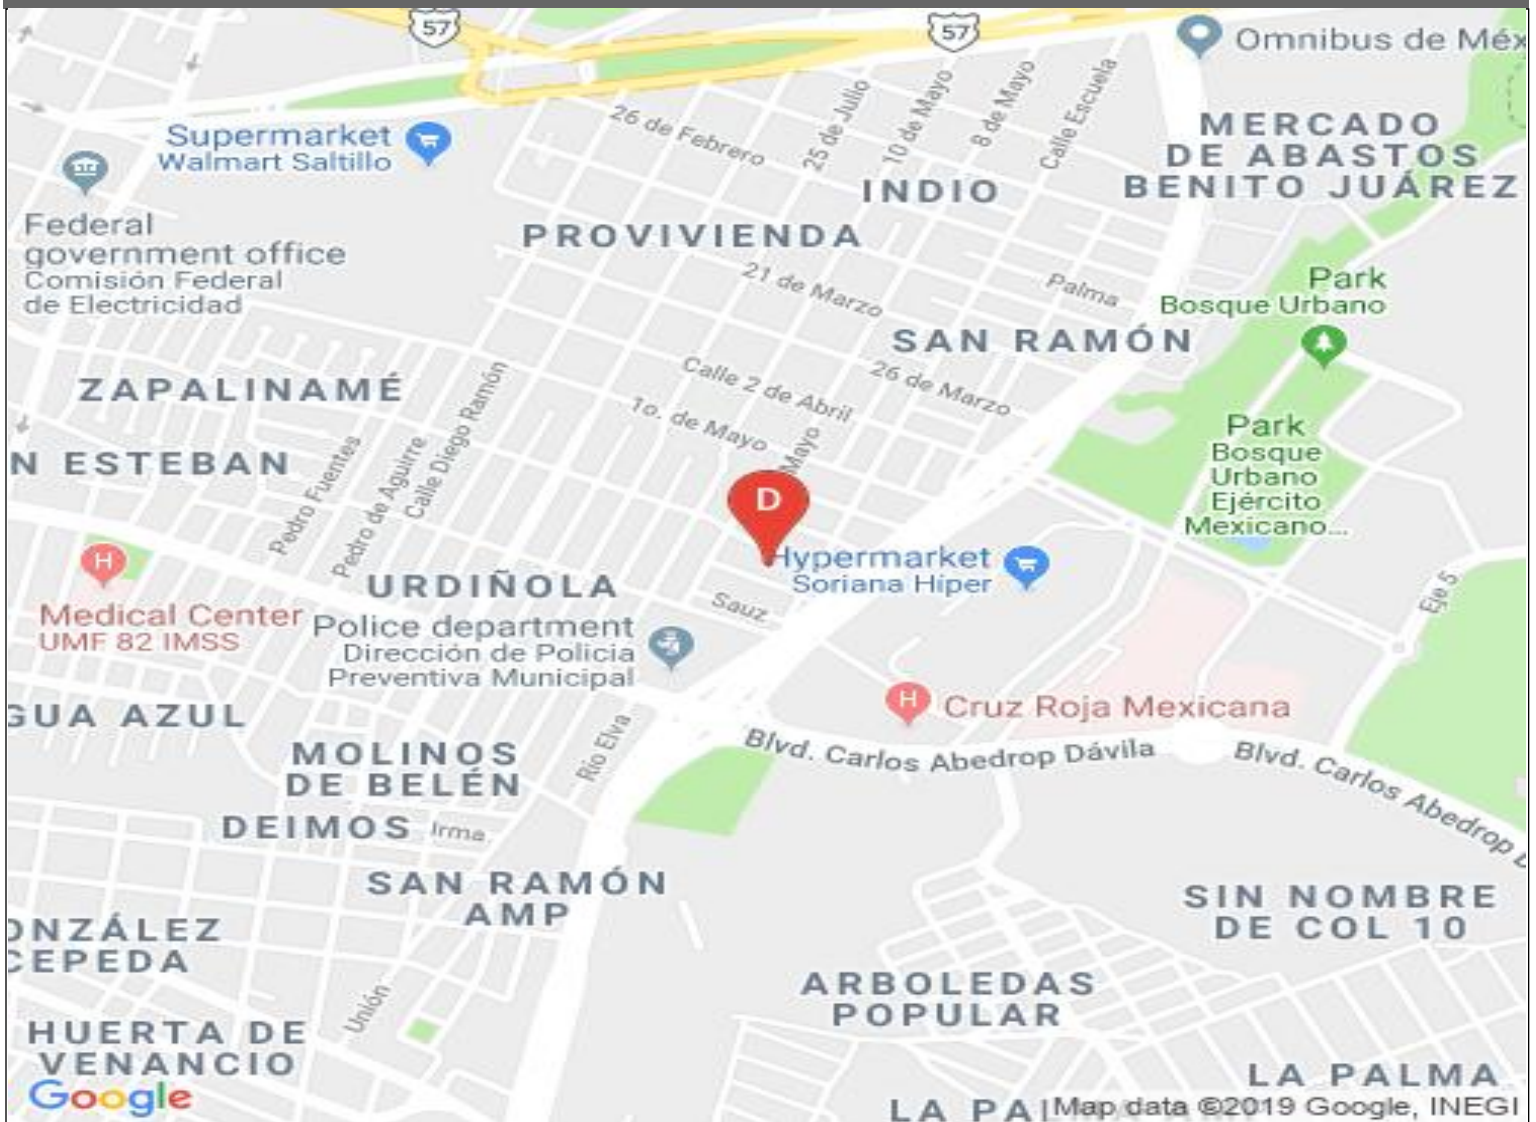 57
57
Omnibus de Méx
26 de Febrero
25 de Julio
10 de Mayo
8 de Mayo
Calle Escuela
Supermarket
Walmart Saltillo
MERCADO
DE ABASTOS
BENITO JUÁREZ
INDIO
Federal
government office
Comisión Federal
de Electricidad
PROVIVIENDA
21 de Marzo
Palma
Park
Bosque Urbano
SAN RAMÓN
ZAPALINAMÉ
Calle 2 de Abril
26 de Marzo
1o. de Mayo
Mayo
Pedro Fuentes
Pedro de Aguirre
Calle Diego Ramón
N ESTEBAN
Park
Bosque
Urbano
Ejército
Mexicano...
D
Hypermarket
Soriana Híper
H
Medical Center
UMF 82 IMSS
URDIÑOLA
Sauz
Eje 5
Police department
Dirección de Policia
Preventiva Municipal
H
Cruz Roja Mexicana
GUA AZUL
Río Elva
Blvd. Carlos Abedrop Dávila
Blvd. Carlos Abedrop D
MOLINOS
DE BELÉN
DEIMOS
Irma
SAN RAMÓN
AMP
SIN NOMBRE
DE COL 10
ONZÁLEZ
CEPEDA
Unión
ARBOLEDAS
POPULAR
HUERTA DE
VENANCIO
LA PALMA
Google
LA PA
Map data ©2019 Google, INEGI